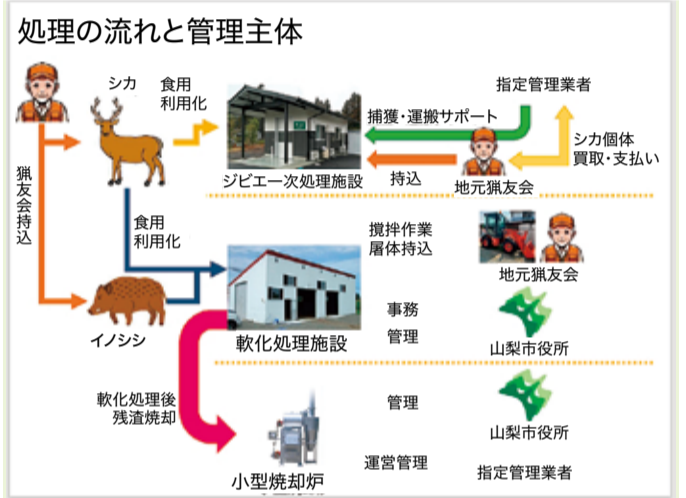 処理の流れと管理主体
シカ
食用
利用化
指定管理業者
捕獲・運搬サポート
シカ個体
買取・支払い
猟友会持込
ジビエ一次処理施設
持込
地元猟友会
食用
利用化
攪拌作業
屠体持込
地元猟友会
イノシシ
軟化処理施設
事務
管理
山梨市役所
軟化処理後
残渣焼却
管理
山梨市役所
小型焼却炉
運営管理
指定管理業者